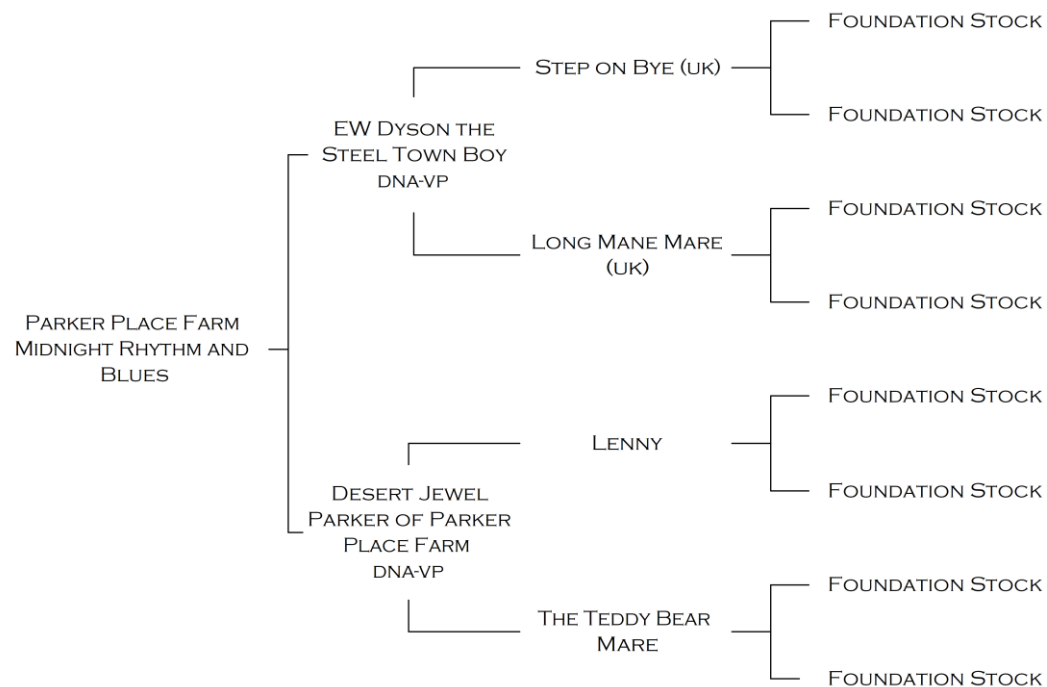 Foundation Stock
Step on Bye (UK)
Foundation Stock
EW Dyson the
Steel Town Boy
DNA-VP
Foundation Stock
Long Mane Mare
(UK)
Foundation Stock
Parker Place Farm
Midnight Rhythm and
Blues
Foundation Stock
Lenny
Foundation Stock
Desert Jewel
Parker of Parker
Place Farm
DNA-VP
Foundation Stock
The Teddy Bear
Mare
Foundation Stock